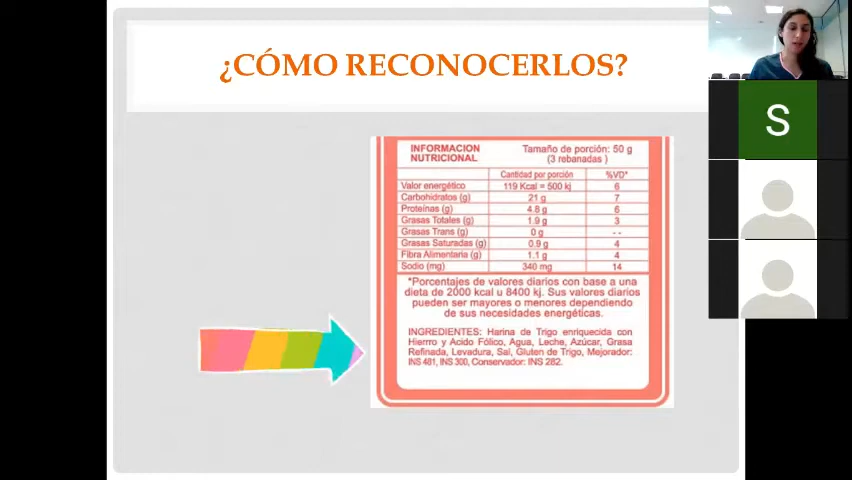 ¿CÓMO RECONOCERLOS?
S
INFORMACION
NUTRICIONAL
Tamaño de porción: 50 g
(3 rebanadas )
Cantidad por porción %VD*
Valor energético 119 Kcal = 500 kj 6
Carbohidratos (g) 21 g 7
Proteínas (g) 4.8 g 6
Grasas Totales (g) 1.9 g 3
Grasas Trans (g) 0 g - -
Grasas Saturadas (g) 0.9 g 4
Fibra Alimentaria (g) 1.1 g 4
Sodio (mg) 340 mg 14
*Porcentajes de valores diarios con base a una
dieta de 2000 kcal u 8400 kj. Sus valores diarios
pueden ser mayores o menores dependiendo
de sus necesidades energéticas.
INGREDIENTES: Harina de Trigo enriquecida con
Hierrro y Acido Fólico, Agua, Leche, Azúcar, Grasa
Refinada, Levadura, Sal, Gluten de Trigo, Mejorador:
INS 481, INS 300, Conservador: INS 282.